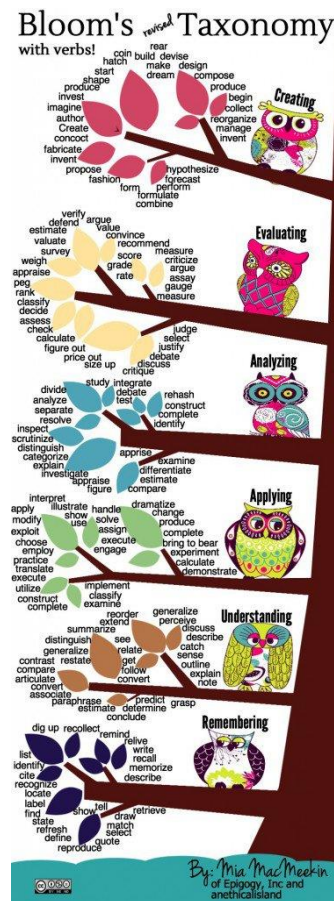 Bloom's revised Taxonomy
with verbs!
Creating
rear
coin build devise
hatch make design
start dream compose
shape
produce produce
invest begin
imagine collect
author reorganize
Create manage
concoct invent
fabricate
invent hypothesize
propose forecast
fashion perform
form formulate
combine
Evaluating
verify
defend argue
estimate value
valuate convince
survey recommend
weigh score measure
appraise grade criticize
peg rate argue
rank assay
classify gauge
decide measure
assess
check judge
calculate select
figure out justify
price out debate
size up discuss
critique
Analyzing
study integrate
divide debate rehash
analyze test construct
separate complete
resolve identify
inspect
scrutinize
distinguish apprise
categorize examine
explain differentiate
investigate estimate
appraise compare
figure
Applying
interpret dramatize
apply illustrate handle change
modify show solve produce
exploit use assign complete
choose execute bring to bear
employ engage experiment
practice calculate
translate demonstrate
execute
utilize implement
construct classify
complete examine
Understanding
reorder generalize
extend perceive
summarize discuss
distinguish see describe
generalize relate catch
contrast restate get sense
compare follow outline
articulate convert explain
convert note
associate
paraphrase predict grasp
estimate determine
conclude
Remembering
dig up recollect
remind
list relive
identify write
cite recall
recognize memorize
locate describe
label
find tell retrieve
state show draw
refresh match
define select
quote
reproduce
By: Mia MacMeekin
of Epigogy, Inc and
anethicalisland